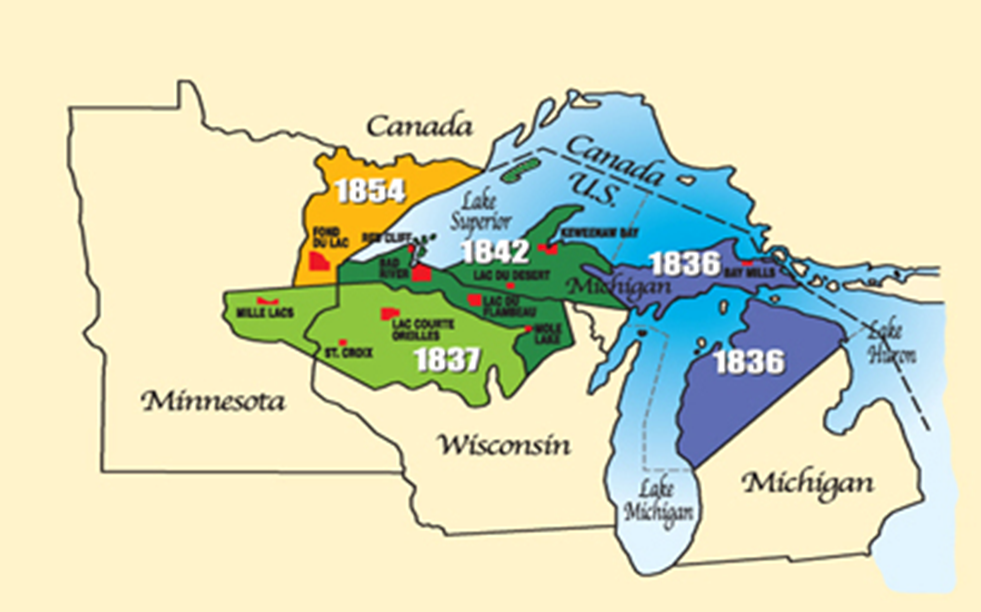 Canada
Canada
U.S.
1854
Lake
Superior
FOND
DU LAC
RED CLIFF
KEWEENAW BAY
1842
BAD
RIVER
LAC DU DESERT
1836
BAY MILLS
Michigan
MILLE LACS
LAC DU
FLAMBEAU
LAC COURTE
OREILLES
MOLE
LAKE
ST. CROIX
1837
1836
Lake
Huron
Minnesota
Wisconsin
Michigan
Lake
Michigan